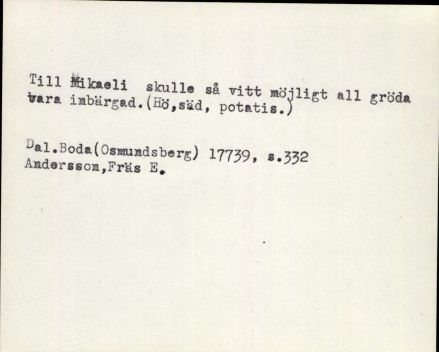 Till Mikaeli skulle så vitt möjligt all gröda
vara inbärgad.(Hö,säd, potatis.)
Dal.Boda(Osmundsberg) 17739, s.332
Andersson,Fräs E.